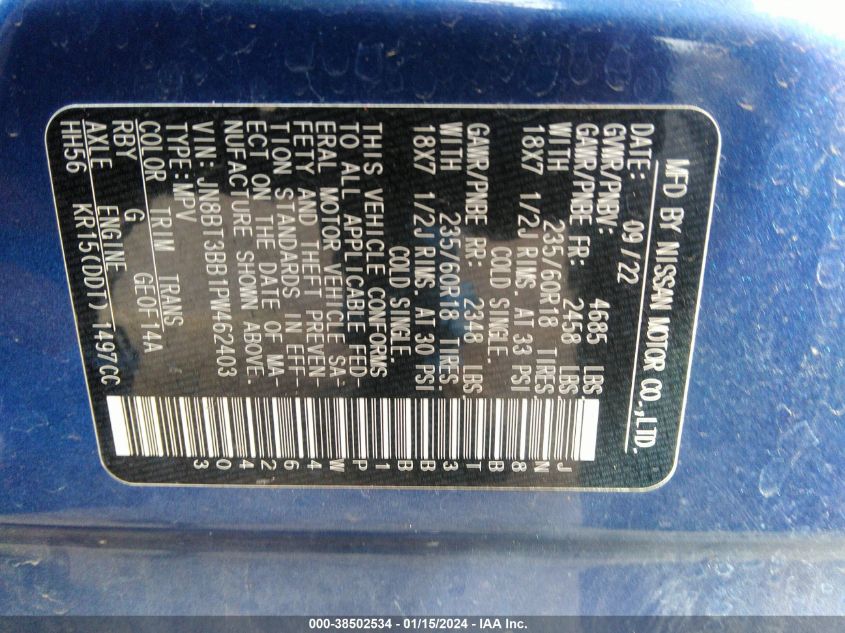 MFD BY NISSAN MOTOR CO.,LTD.
DATE: 09/22
GVWR/PNBV: 4685 LBS.
GAWR/PNBE FR: 2458 LBS
WITH 235/60R18 TIRES
18X7 1/2J RIMS. AT 33 PSI.
COLD SINGLE.
GAWR/PNBE RR: 2348 LBS.
WITH 235/60R18 TIRES.
18X7 1/2J RIMS. AT 30 PSI.
COLD SINGLE
THIS VEHICLE CONFORMS
TO ALL APPLICABLE FED-
ERAL MOTOR VEHICLE SA-
FETY AND THEFT PREVEN-
TION STANDARDS IN EFF-
ECT ON THE DATE OF MA-
NUFACTURE SHOWN ABOVE.
VIN: JN8BT3BB1PW462403
TYPE: MPV
COLOR TRIM TRANS
RBY G GE0F14A
AXLE ENGINE
HH56 KR15(DDT) 1497CC
JN8BT3BB1PW462403
000-38502534 - 01/15/2024 - IAA Inc.